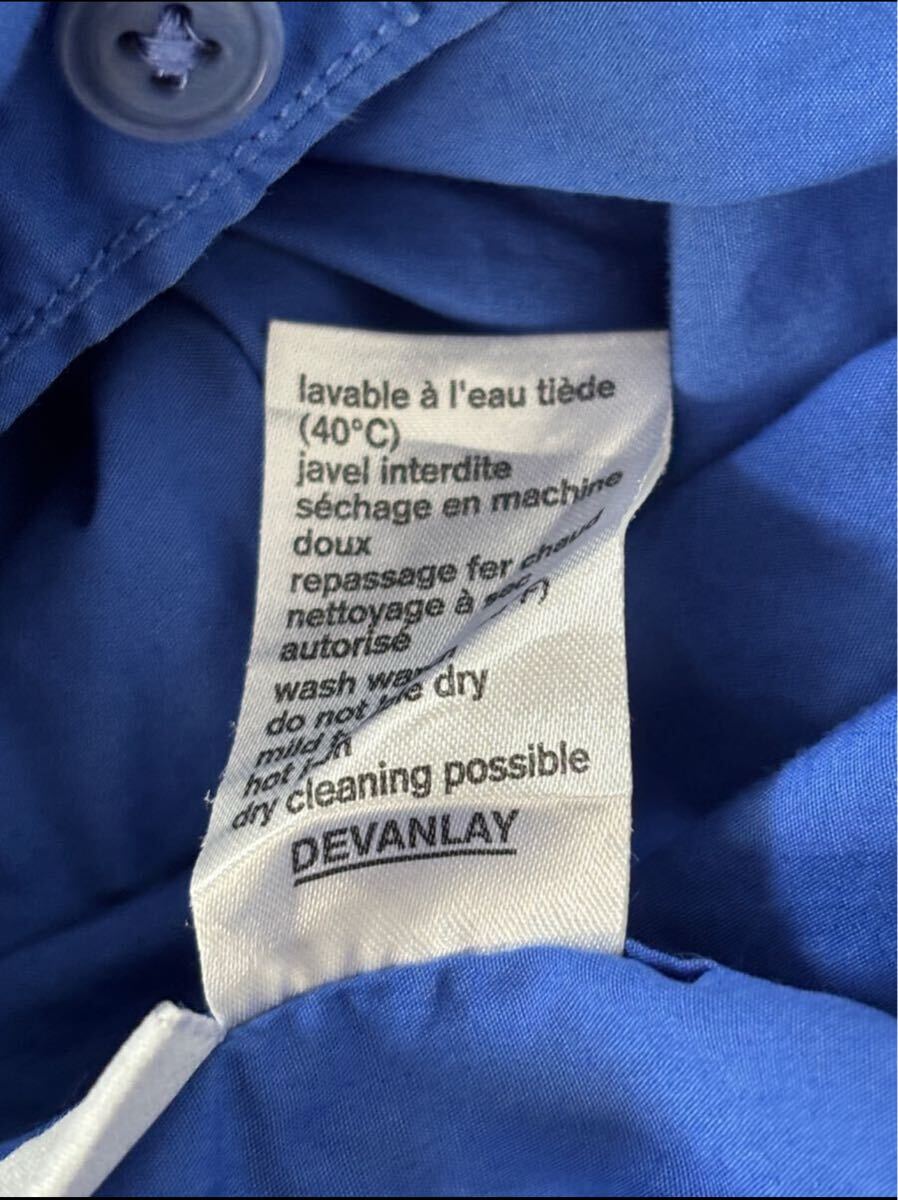 lavable à l'eau tiède
(40°C)
javel interdite
séchage en machine
doux
repassage fer chaud
nettoyage à sec F)
autorisé
wash warm
do not dry
mild
hot
dry cleaning possible
DEVANLAY